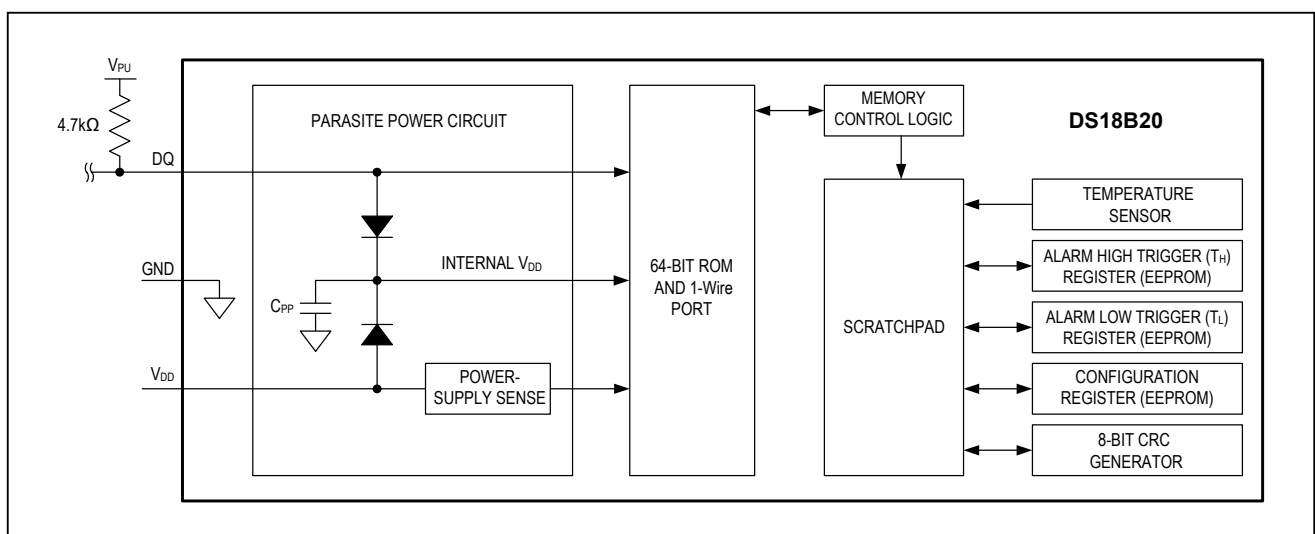 VPU
4.7kΩ
DQ
GND
VDD
PARASITE POWER CIRCUIT
INTERNAL VDD
CPP
POWER-
SUPPLY SENSE
64-BIT ROM
AND 1-Wire
PORT
MEMORY
CONTROL LOGIC
SCRATCHPAD
DS18B20
TEMPERATURE
SENSOR
ALARM HIGH TRIGGER (TH)
REGISTER (EEPROM)
ALARM LOW TRIGGER (TL)
REGISTER (EEPROM)
CONFIGURATION
REGISTER (EEPROM)
8-BIT CRC
GENERATOR